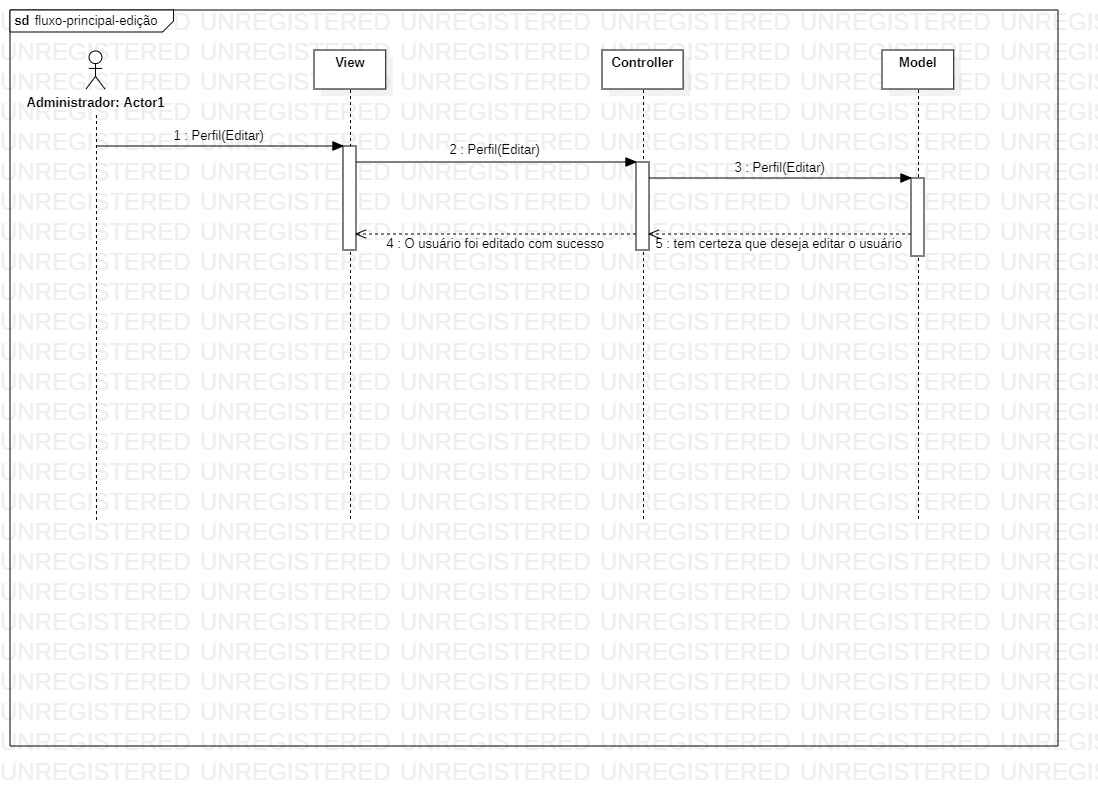 sd fluxo-principal-edição
View
Controller
Model
Administrador: Actor1
1 : Perfil(Editar)
2 : Perfil(Editar)
3 : Perfil(Editar)
4 : O usuário foi editado com sucesso
5 : tem certeza que deseja editar o usuário
UNREGISTERED UNREGISTERED UNREGISTERED UNREGISTERED UNREGISTERED